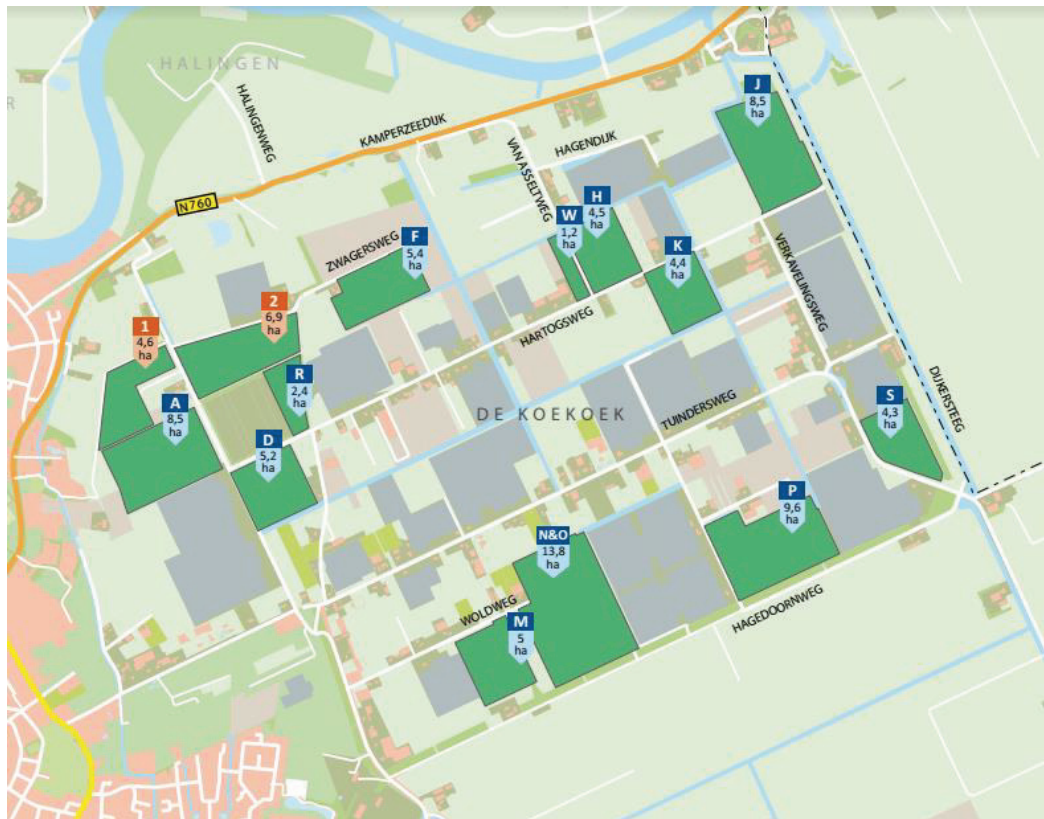 HALINGEN
R
HALINGENWEG
KAMPERZEEDIJK
N760
VAN ASSELTWEG
HAGENDIJK
J
8,5
ha
H
4,5
ha
W
1,2
ha
K
4,4
ha
VERKAVELINGSWEG
F
5,4
ha
ZWAGERSWEG
2
6,9
ha
1
4,6
ha
HARTOGSWEG
R
2,4
ha
A
8,5
ha
D
5,2
ha
DE KOEKOEK
TUINDERSWEG
S
4,3
ha
DIJKERSTEEG
P
9,6
ha
N&O
13,8
ha
WOLDWEG
M
5
ha
HAGEDOORNWEG